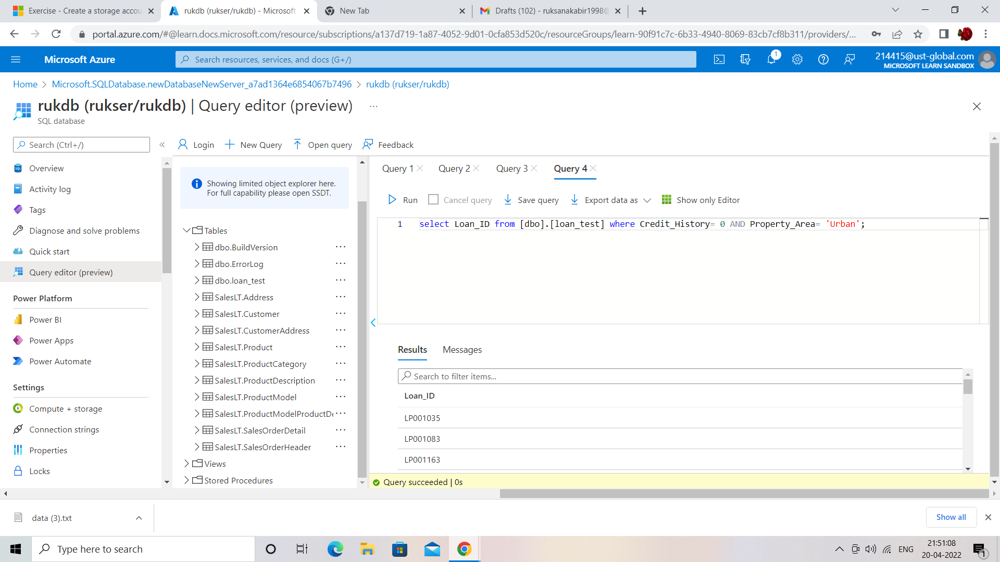 Exercise - Create a storage accou
rukdb (rukser/rukdb) - Microsoft
New Tab
Drafts (102) - ruksanakabir1998@
portal.azure.com/#@learn.docs.microsoft.com/resource/subscriptions/a137d719-1a87-4052-9d01-0cfa853d520c/resourceGroups/learn-90f91c7c-6b33-4940-8069-83cb7cf8b311/providers/...
Microsoft Azure
Search resources, services, and docs (G+/)
1
214415@ust-global.com
MICROSOFT LEARN SANDBOX
Home > Microsoft.SQLDatabase.newDatabaseNewServer_a7ad1364e6854067b7496 > rukdb (rukser/rukdb)
rukdb (rukser/rukdb) | Query editor (preview) ...
SQL database
Search (Ctrl+/)
«
Login
New Query
Open query
Feedback
Overview
Activity log
Tags
Diagnose and solve problems
Quick start
Query editor (preview)
Power Platform
Power BI
Power Apps
Power Automate
Settings
Compute + storage
Connection strings
Properties
Locks
Showing limited object explorer here.
For full capability please open SSDT.
Tables
dbo.BuildVersion ...
dbo.ErrorLog ...
dbo.loan_test ...
SalesLT.Address ...
SalesLT.Customer ...
SalesLT.CustomerAddress ...
SalesLT.Product ...
SalesLT.ProductCategory ...
SalesLT.ProductDescription ...
SalesLT.ProductModel ...
SalesLT.ProductModelProductDe ...
SalesLT.SalesOrderDetail ...
SalesLT.SalesOrderHeader ...
Views
Stored Procedures
Query 1
Query 2
Query 3
Query 4
Run
Cancel query
Save query
Export data as
Show only Editor
1 select Loan_ID from [dbo].[loan_test] where Credit_History= 0 AND Property_Area= 'Urban';
Results
Messages
Search to filter items...
Loan_ID
LP001035
LP001083
LP001163
Query succeeded | 0s
data (3).txt
Show all
Type here to search
ENG
21:51:08
20-04-2022
1